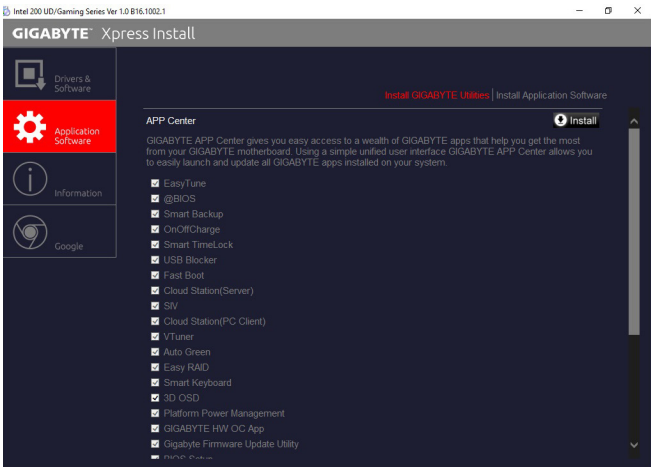 Intel 200 UD/Gaming Series Ver 1.0 B16.1002.1
GIGABYTE™ Xpress Install
Drivers &
Software
Application
Software
Information
Google
Install GIGABYTE Utilities | Install Application Software
APP Center
Install
GIGABYTE APP Center gives you easy access to a wealth of GIGABYTE apps that help you get the most
from your GIGABYTE motherboard. Using a simple unified user interface GIGABYTE APP Center allows you
to easily launch and update all GIGABYTE apps installed on your system.
EasyTune
@BIOS
Smart Backup
OnOffCharge
Smart TimeLock
USB Blocker
Fast Boot
Cloud Station(Server)
SIV
Cloud Station(PC Client)
VTuner
Auto Green
Easy RAID
Smart Keyboard
3D OSD
Platform Power Management
GIGABYTE HW OC App
Gigabyte Firmware Update Utility
BIOS Setup